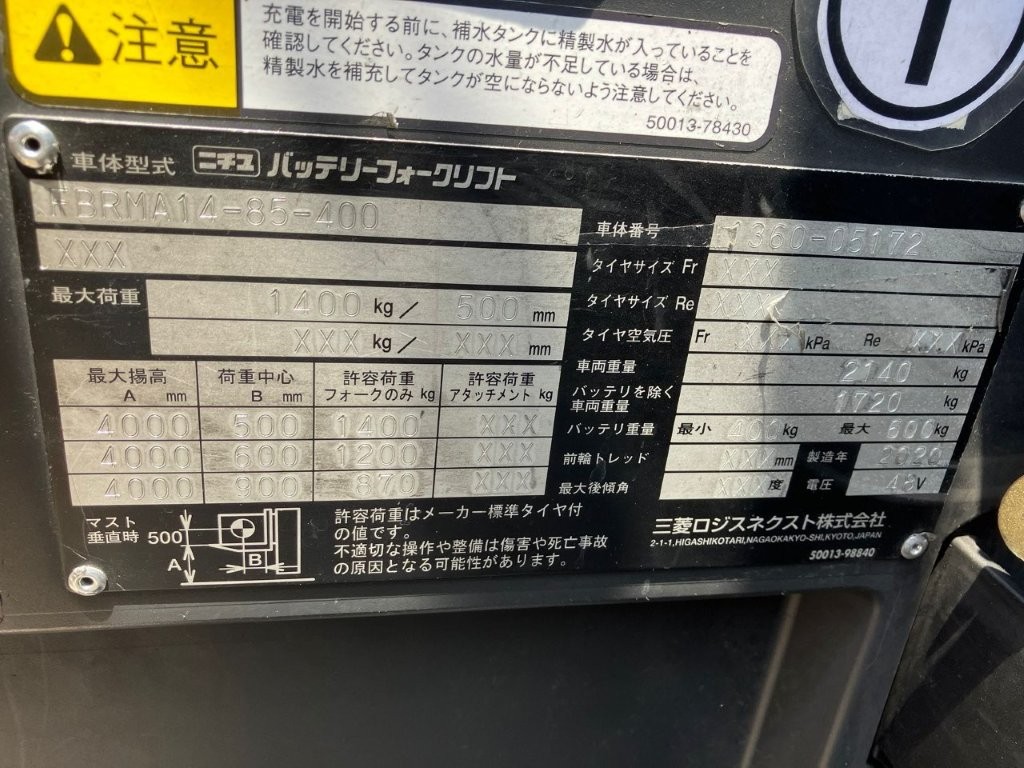 注意
充電を開始する前に、補水タンクに精製水が入っていることを
確認してください。タンクの水量が不足している場合は、
精製水を補充してタンクが空にならないよう注意してください。
50013-78430
車体型式 ニチユ バッテリーフォークリフト
FBRMA14-85-400
XXX
最大荷重 1400 kg／ 500 mm
XXX kg／ XXX mm
最大揚高 荷重中心 許容荷重 許容荷重
A mm B mm フォークのみ kg アタッチメント kg
4000 500 1400 XXX
4000 600 1200 XXX
4000 900 870 XXX
マスト
垂直時 500
A
B
許容荷重はメーカー標準タイヤ付
の値です。
不適切な操作や整備は傷害や死亡事故
の原因となる可能性があります。
車体番号 1360-05172
タイヤサイズ Fr XXX
タイヤサイズ Re XXX
タイヤ空気圧 Fr XXX kPa Re XXX kPa
車両重量 2140 kg
バッテリを除く
車両重量 1720 kg
バッテリ重量 最小 400 kg 最大 500 kg
前輪トレッド XXX mm 製造年 2020
最大後傾角 XXX 度 電圧 48 V
三菱ロジスネクスト株式会社
2-1-1,HIGASHIKOTARI,NAGAOKAKYO-SHI,KYOTO,JAPAN
50013-98840